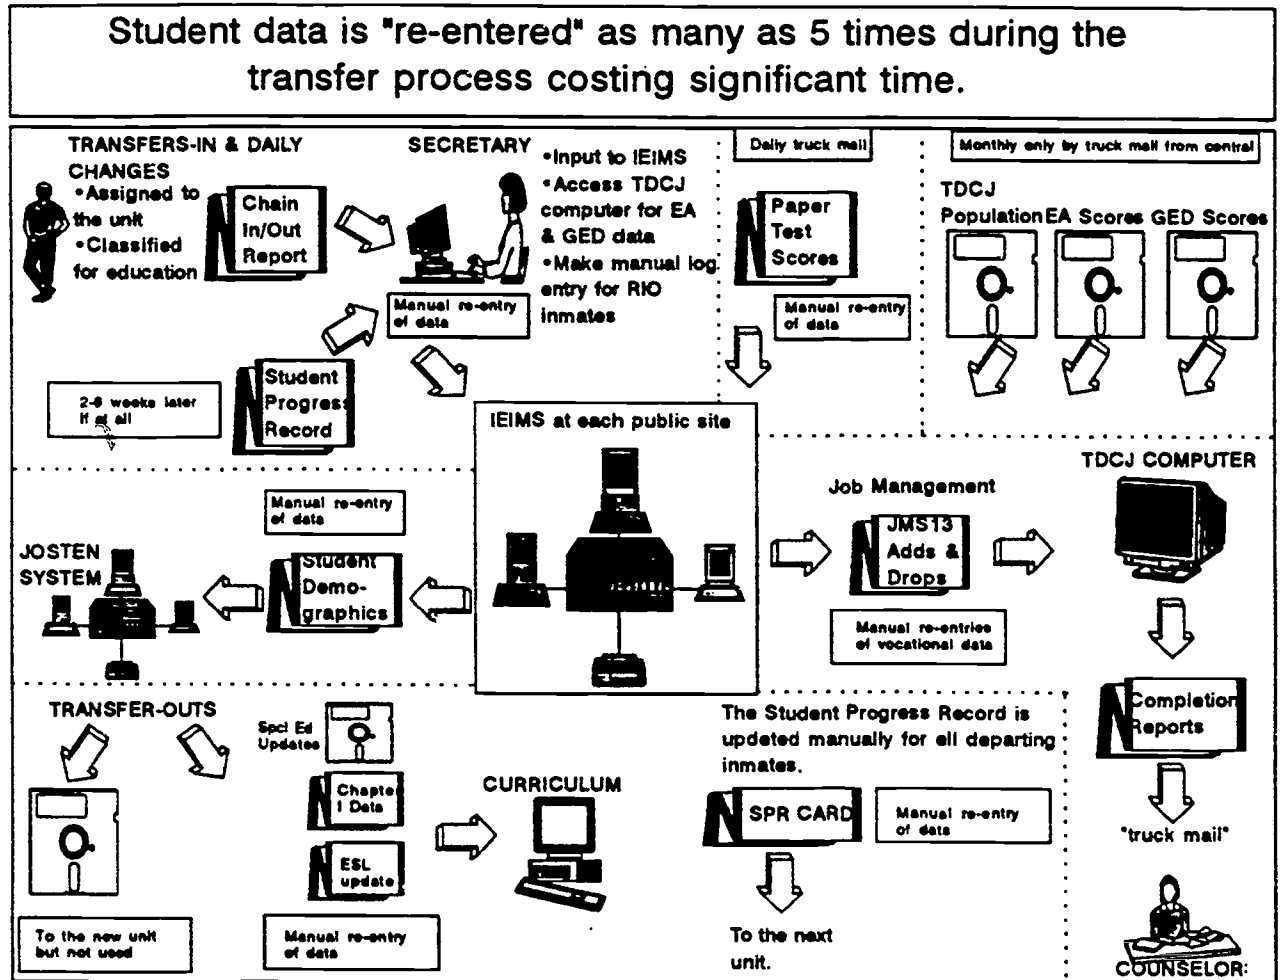 Student data is "re-entered" as many as 5 times during the
transfer process costing significant time.
TRANSFERS-IN & DAILY
CHANGES
•Assigned to
the unit
•Classified
for education
Chain
In/Out
Report
SECRETARY
•Input to IEIMS
•Access TDCJ
computer for EA
& GED data
•Make manual log
entry for RIO
inmates
Manual re-entry
of data
2-6 weeks later
if at all
Student
Progress
Record
Daily truck mail
Paper
Test
Scores
Manual re-entry
of data
Monthly only by truck mail from central
TDCJ
Population
EA Scores
GED Scores
IEIMS at each public site
Manual re-entry
of data
JOSTEN
SYSTEM
Student
Demo-
graphics
Job Management
JMS13
Adds &
Drops
Manual re-entries
of vocational data
TDCJ COMPUTER
Completion
Reports
"truck mail"
COUNSELOR:
TRANSFER-OUTS
To the new unit
but not used
Spcl Ed
Updates
Chapte
I Data
ESL
update
Manual re-entry
of data
CURRICULUM
The Student Progress Record is
updated manually for all departing
inmates.
SPR CARD
Manual re-entry
of data
To the next
unit.